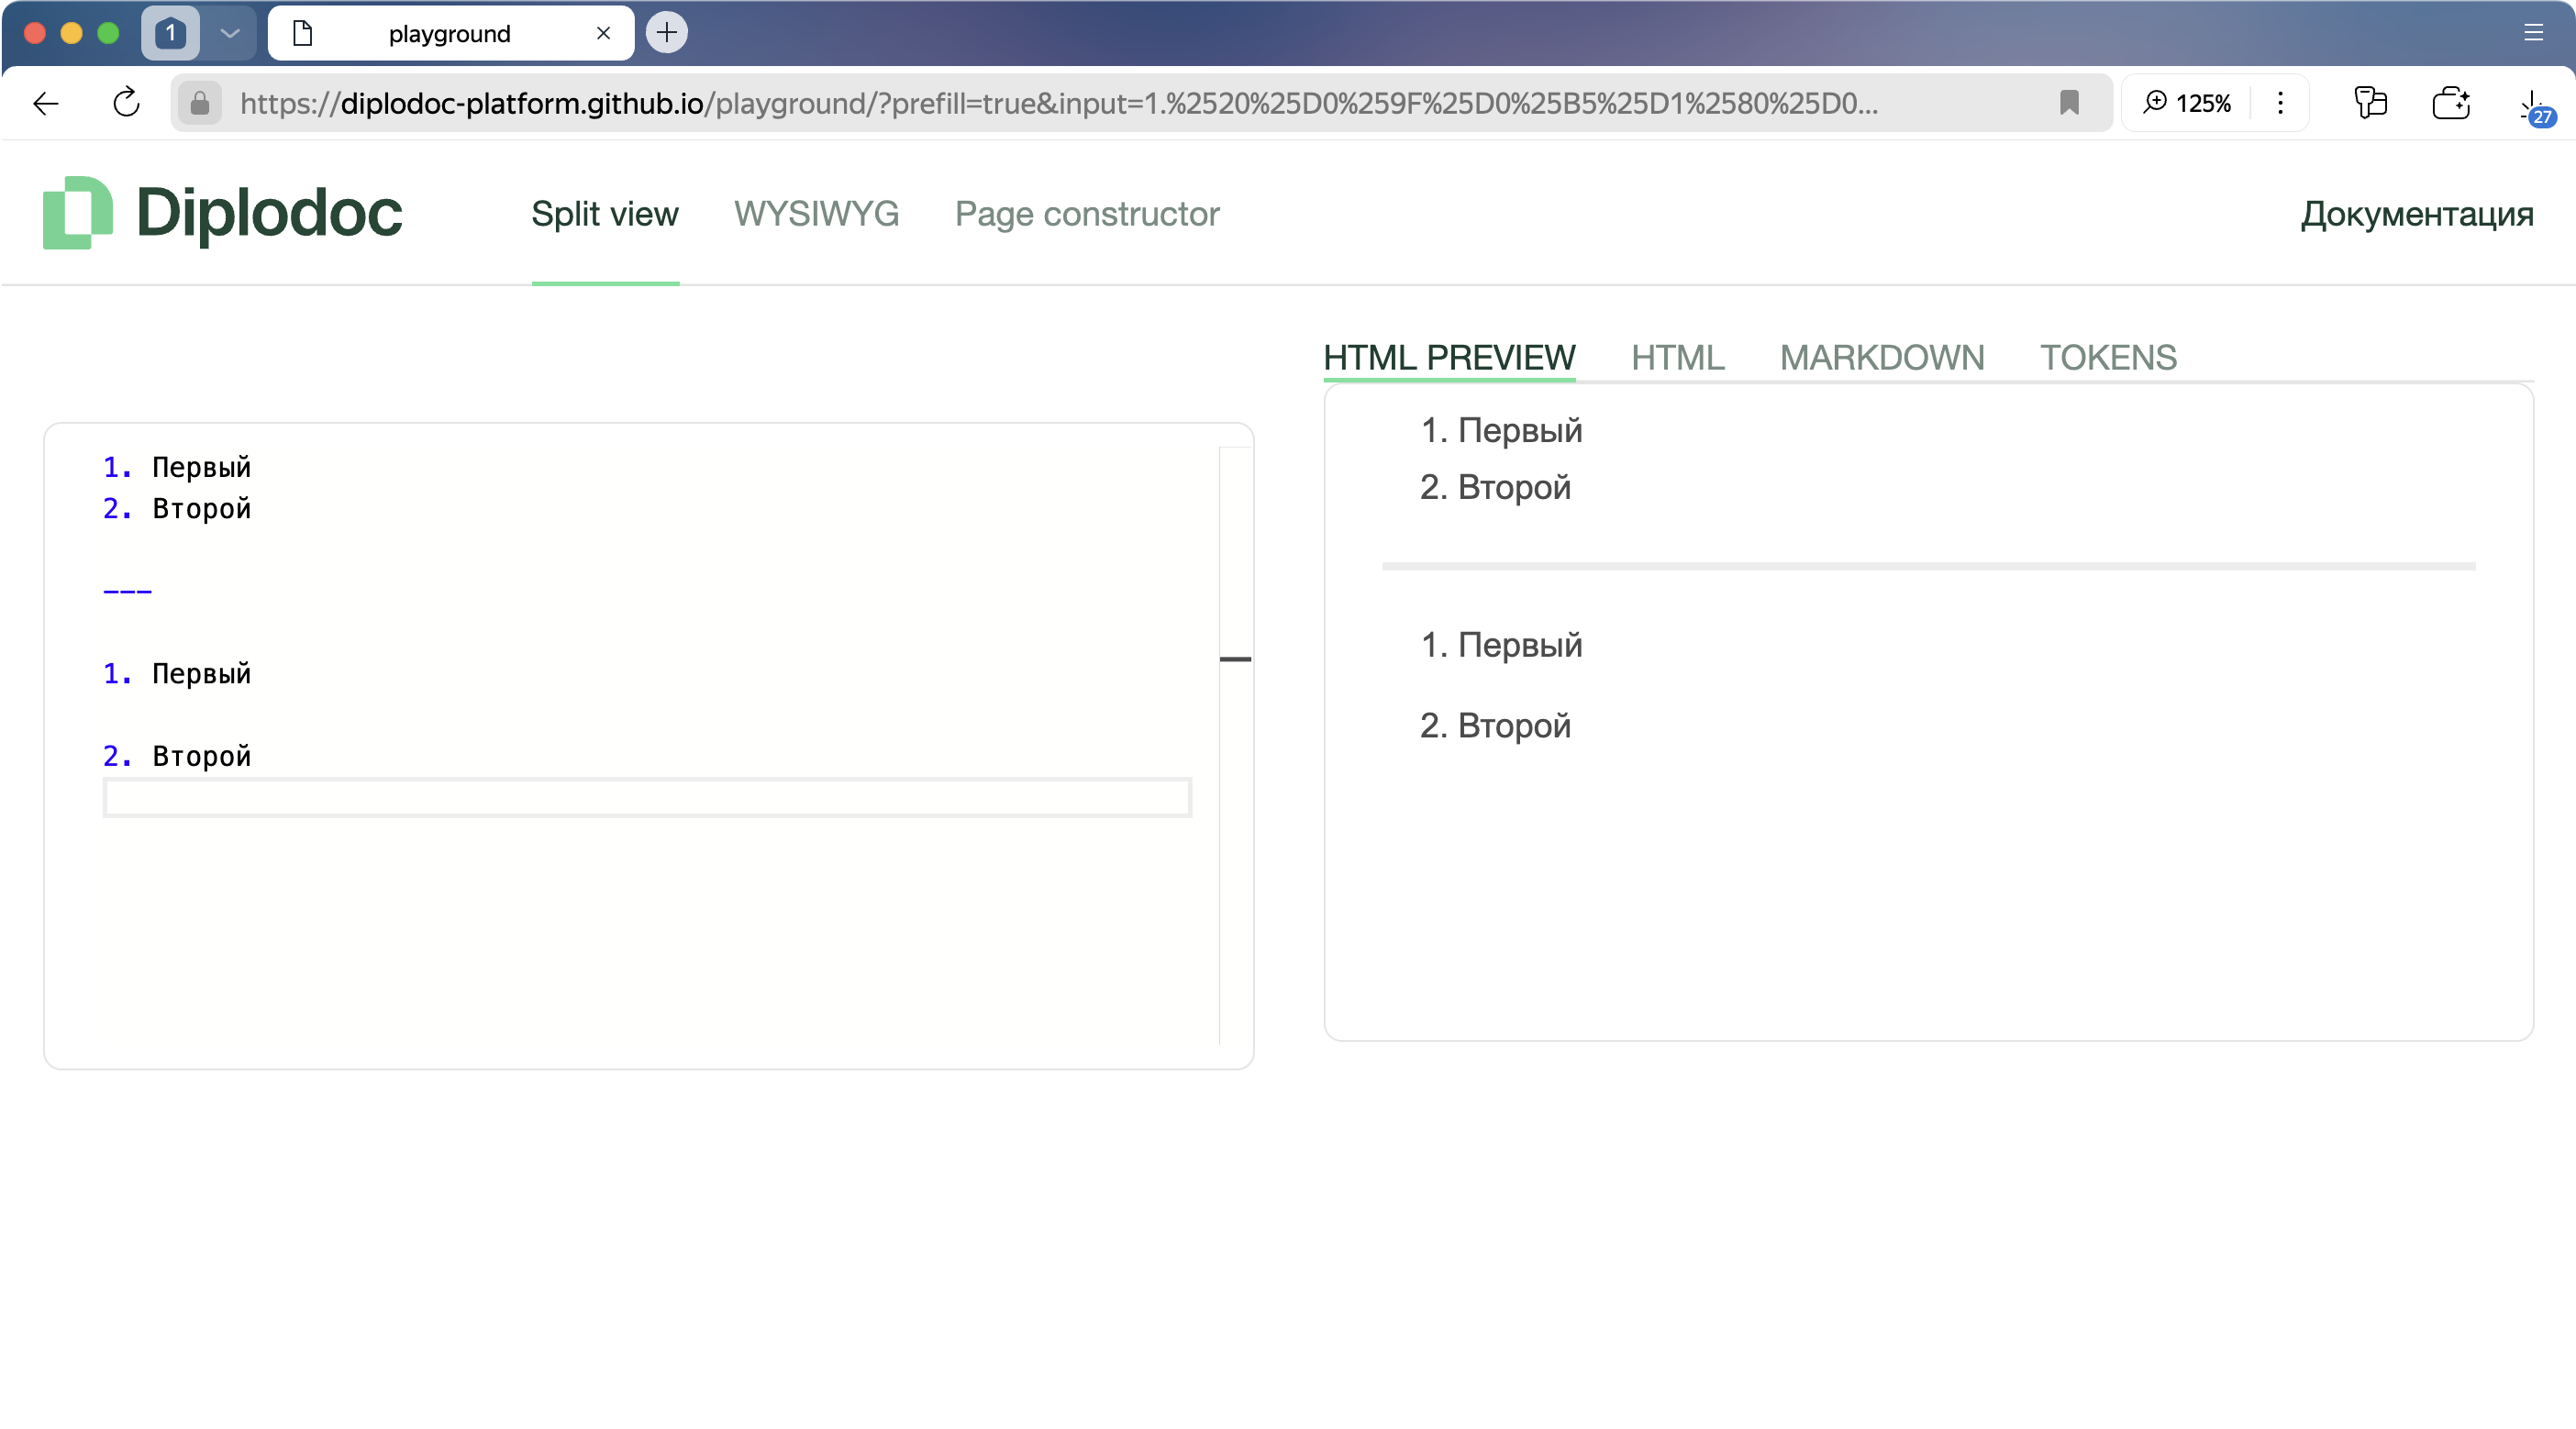 1 playground
https://diplodoc-platform.github.io/playground/?prefill=true&input=1.%2520%25D0%259F%25D0%25B5%25D1%2580%25D0... 125% 27
Diplodoc Split view WYSIWYG Page constructor Документация
HTML PREVIEW HTML MARKDOWN TOKENS
1. Первый
2. Второй
---
1. Первый
2. Второй
1. Первый
2. Второй
1. Первый
2. Второй